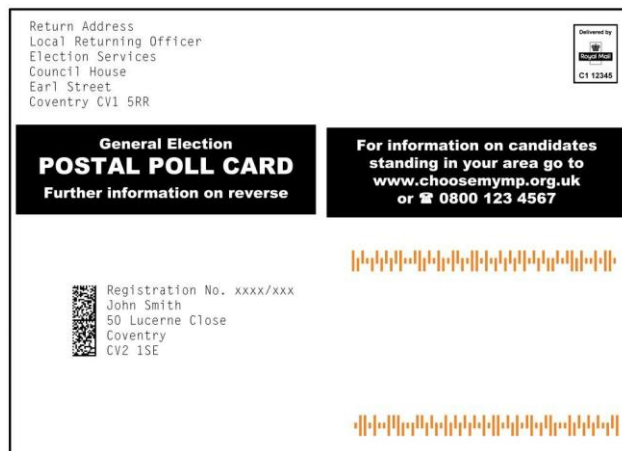 Return Address
Local Returning Officer
Election Services
Council House
Earl Street
Coventry CV1 5RR
Delivered by
Royal Mail
C1 12345
General Election
POSTAL POLL CARD
Further information on reverse
For information on candidates
standing in your area go to
www.choosemymp.org.uk
or ☎ 0800 123 4567
Registration No. xxxx/xxx
John Smith
50 Lucerne Close
Coventry
CV2 1SE